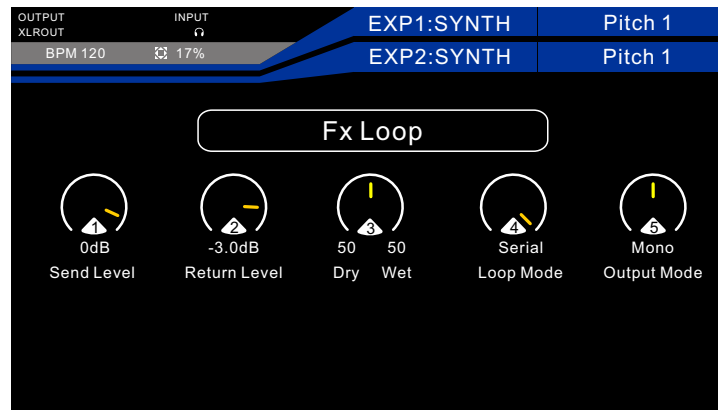 OUTPUT INPUT
XLROUT
BPM 120 17%
EXP1:SYNTH Pitch 1
EXP2:SYNTH Pitch 1
Fx Loop
1 2 3 4 5
0dB -3.0dB 50 50 Serial Mono
Send Level Return Level Dry Wet Loop Mode Output Mode